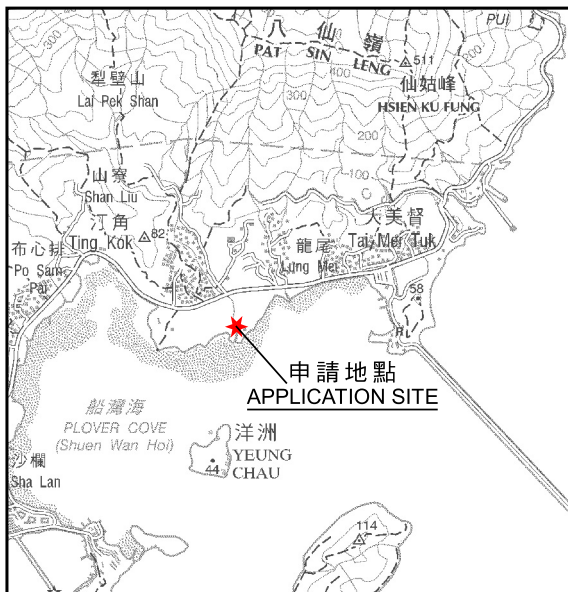 PUI
八仙嶺
PAT SIN LENG
511
仙姑峰
HSIEN KU FUNG
犁壁山
Lai Pek Shan
300
300
400
200
300
200
100
山寮
Shan Liu
汀角
Ting Kok
82
布心排
Po Sam
Pai
大美督
Tai Mei Tuk
龍尾
Lung Mei
58
申請地點
APPLICATION SITE
船灣海
PLOVER COVE
(Shuen Wan Hoi)
洋洲
YEUNG
CHAU
44
沙欄
Sha Lan
114